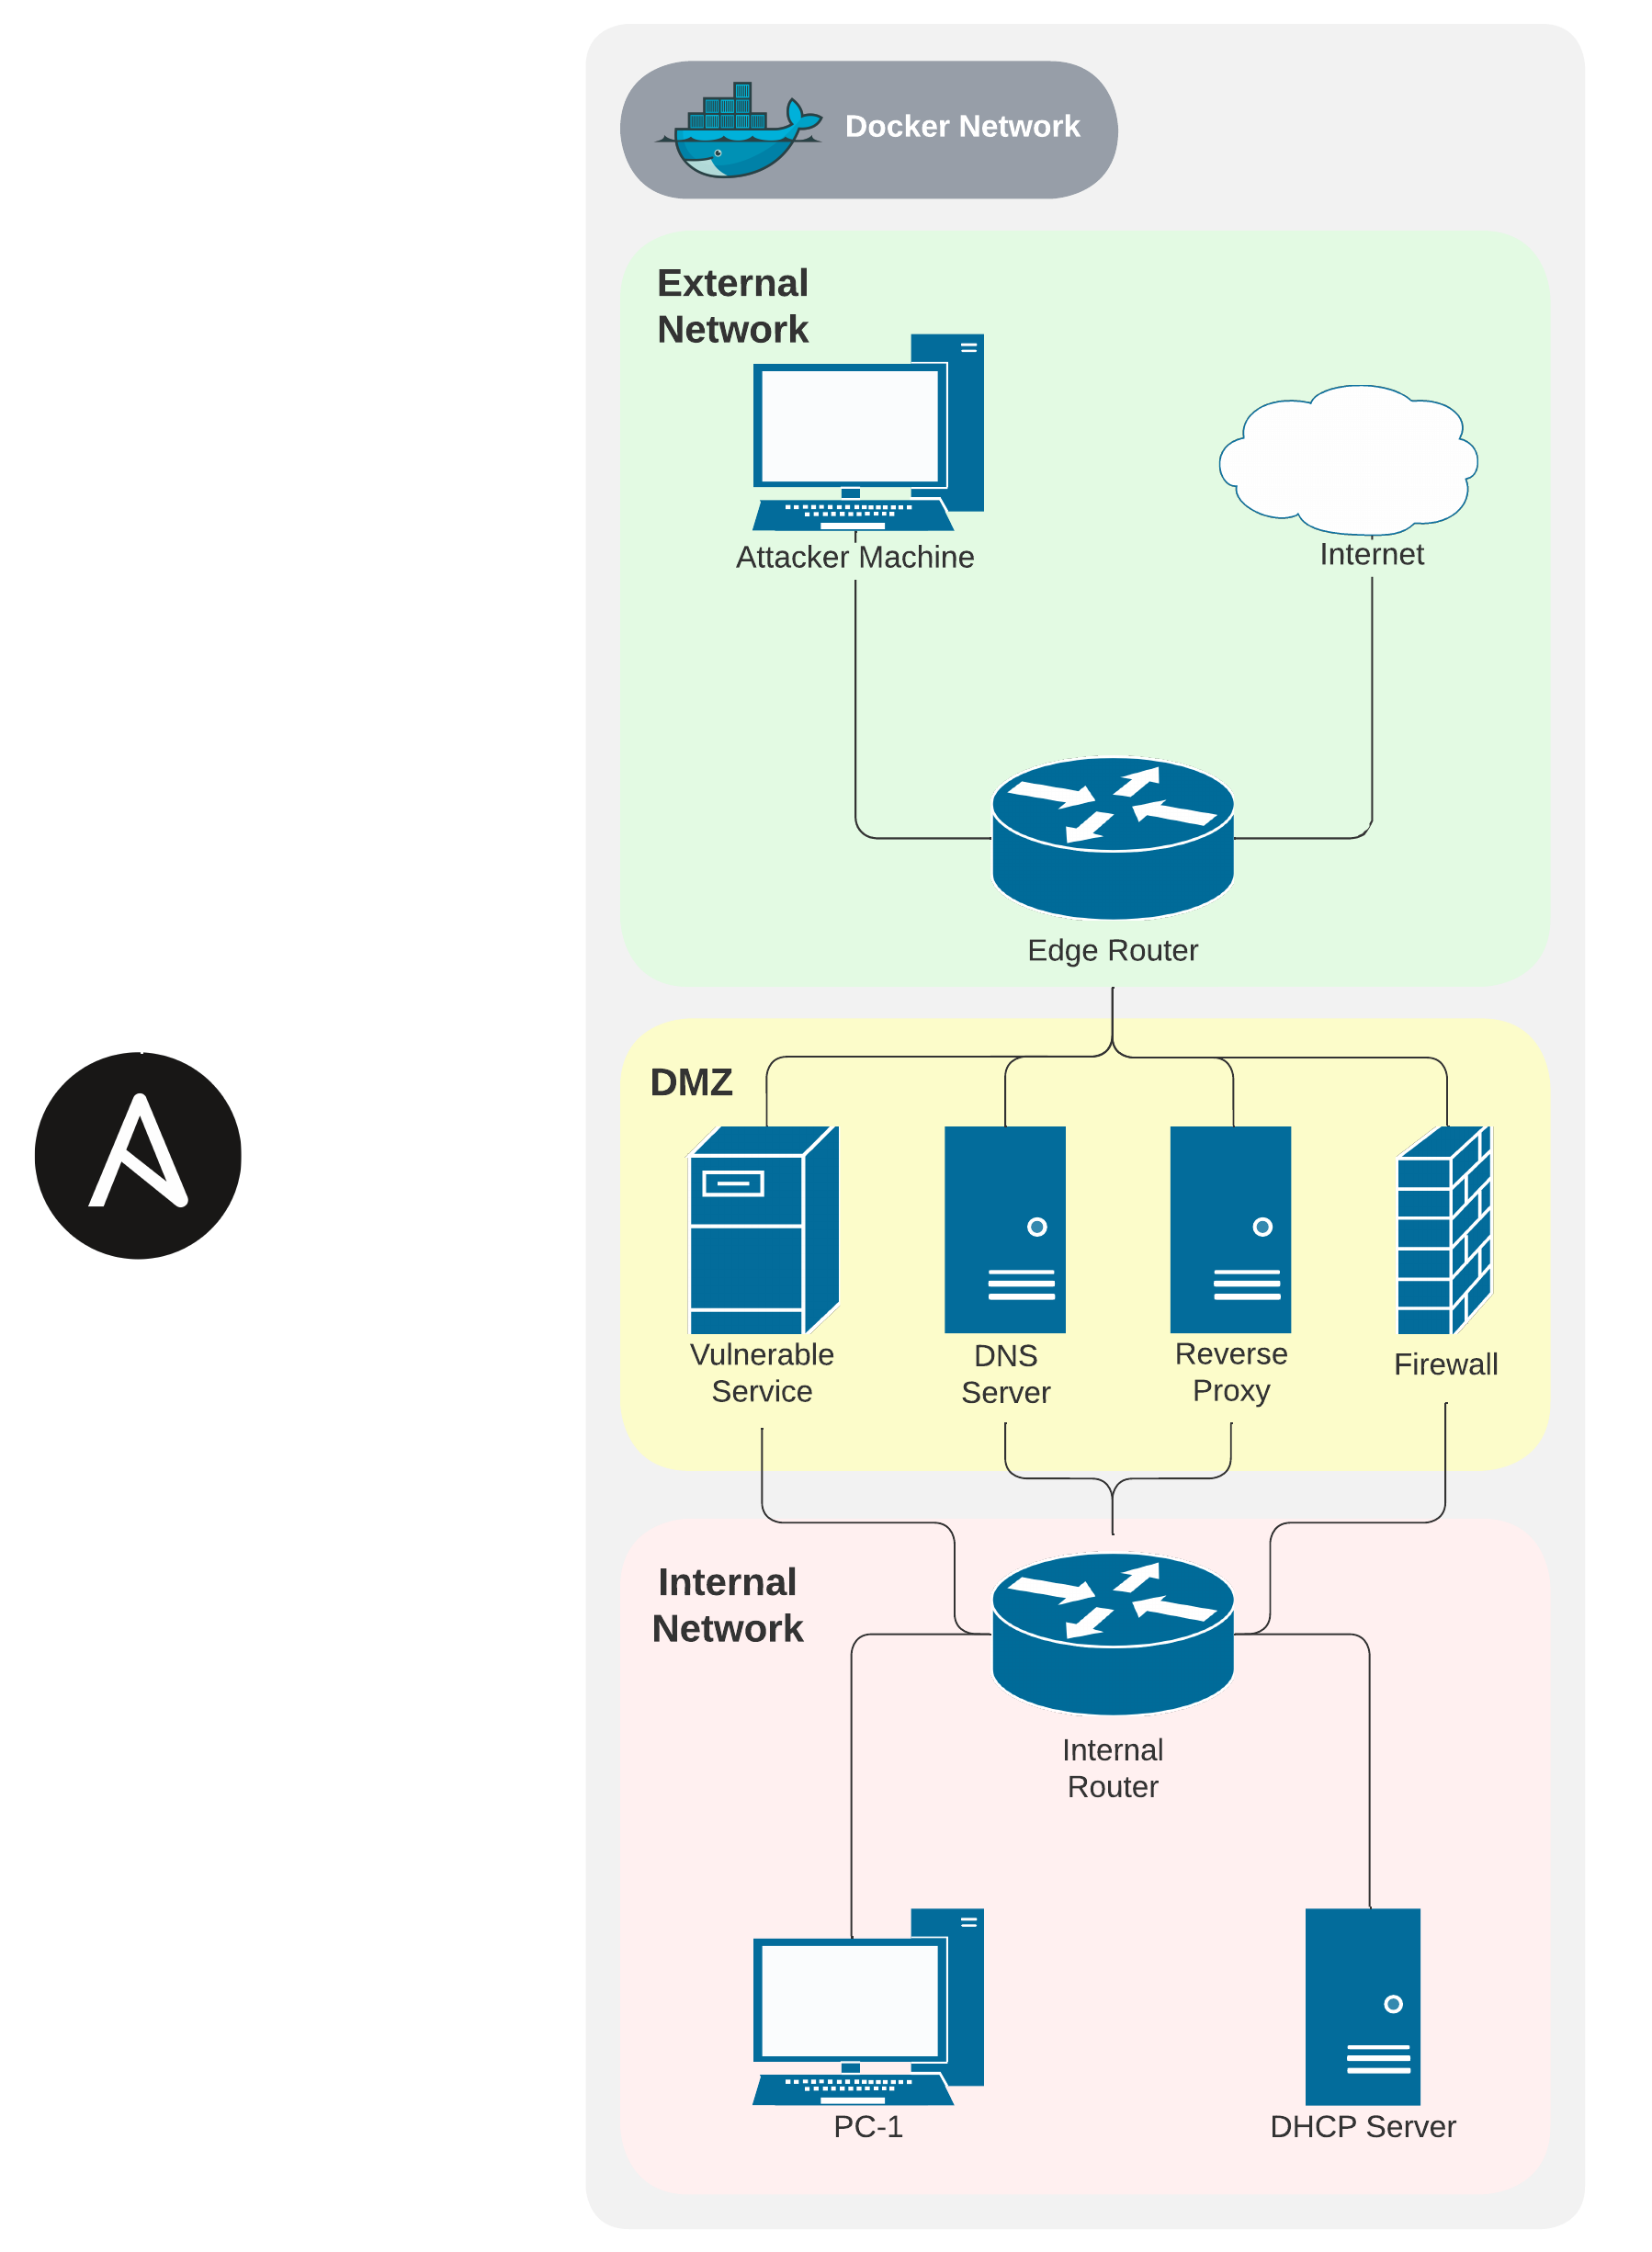 Docker Network
External
Network
Attacker Machine
Internet
Edge Router
DMZ
Vulnerable
Service
DNS
Server
Reverse
Proxy
Firewall
Internal
Network
Internal
Router
PC-1
DHCP Server